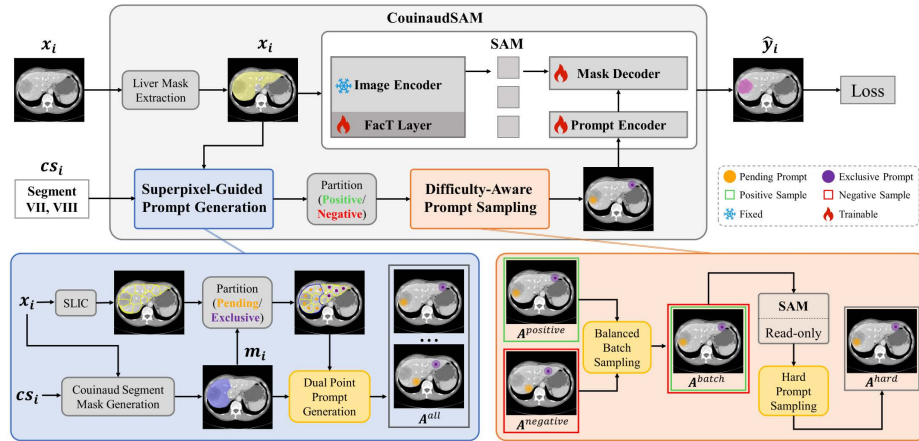 CouinaudSAM
x_i
Liver Mask
Extraction
x_i
SAM
Image Encoder
FacT Layer
Mask Decoder
Prompt Encoder
ŷ_i
Loss
cs_i
Segment
VII, VIII
Superpixel-Guided
Prompt Generation
Partition
(Positive/
Negative)
Difficulty-Aware
Prompt Sampling
Pending Prompt
Exclusive Prompt
Positive Sample
Negative Sample
Fixed
Trainable
x_i
SLIC
Partition
(Pending/
Exclusive)
m_i
cs_i
Couinaud Segment
Mask Generation
Dual Point
Prompt
Generation
...
A^all
A^positive
A^negative
Balanced
Batch
Sampling
A^batch
SAM
Read-only
Hard
Prompt
Sampling
A^hard